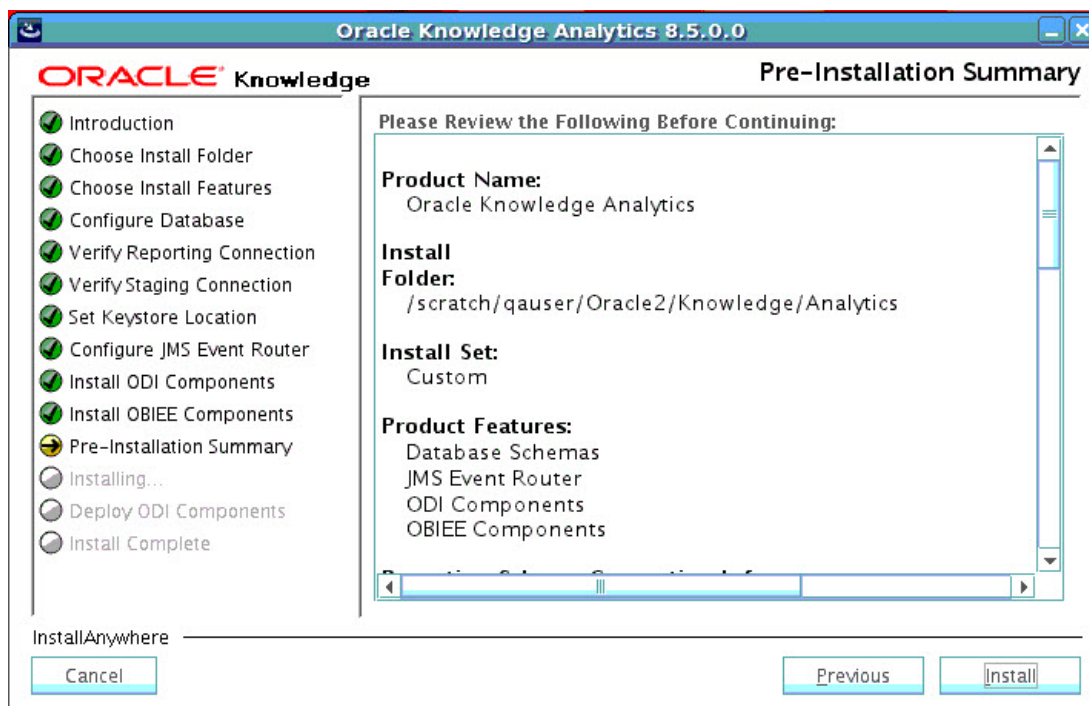 Oracle Knowledge Analytics 8.5.0.0
ORACLE Knowledge
Pre-Installation Summary
Introduction
Choose Install Folder
Choose Install Features
Configure Database
Verify Reporting Connection
Verify Staging Connection
Set Keystore Location
Configure JMS Event Router
Install ODI Components
Install OBIEE Components
Pre-Installation Summary
Installing...
Deploy ODI Components
Install Complete
Please Review the Following Before Continuing:
Product Name:
Oracle Knowledge Analytics
Install
Folder:
/scratch/qauser/Oracle2/Knowledge/Analytics
Install Set:
Custom
Product Features:
Database Schemas
JMS Event Router
ODI Components
OBIEE Components
InstallAnywhere
Cancel
Previous
Install